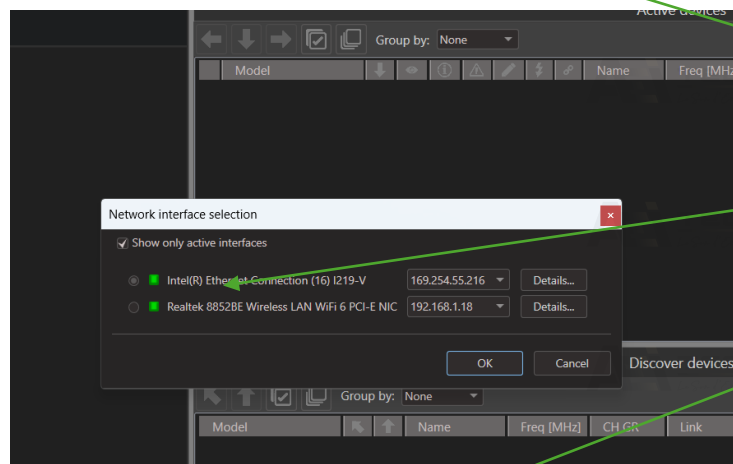 Active devices
Group by: None
Model Name Freq [MHz
Network interface selection
Show only active interfaces
Intel(R) Ethernet Connection (16) I219-V 169.254.55.216 Details...
Realtek 8852BE Wireless LAN WiFi 6 PCI-E NIC 192.168.1.18 Details...
OK Cancel
Discover devices
Group by: None
Model Name Freq [MHz] CH GR Link